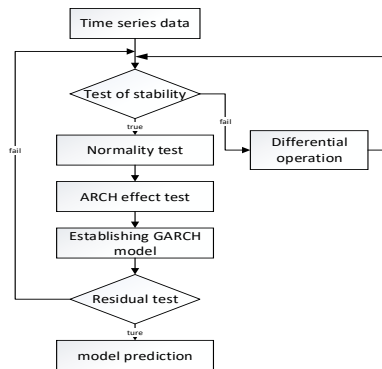 Time series data
Test of stability
true
fail
fail
Normality test
Differential
operation
ARCH effect test
Establishing GARCH
model
Residual test
ture
model prediction